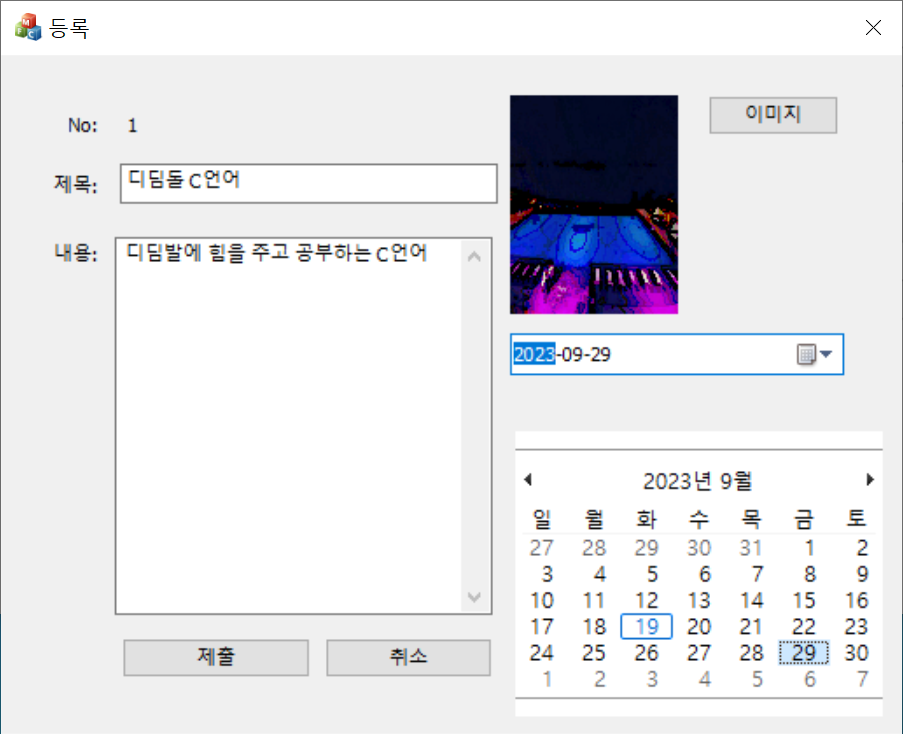 등록
No: 1
이미지
제목: 디딤돌 C언어
내용: 디딤발에 힘을 주고 공부하는 C언어
2023-09-29
2023년 9월
일 월 화 수 목 금 토
27 28 29 30 31 1 2
3 4 5 6 7 8 9
10 11 12 13 14 15 16
17 18 19 20 21 22 23
24 25 26 27 28 29 30
1 2 3 4 5 6 7
제출 취소